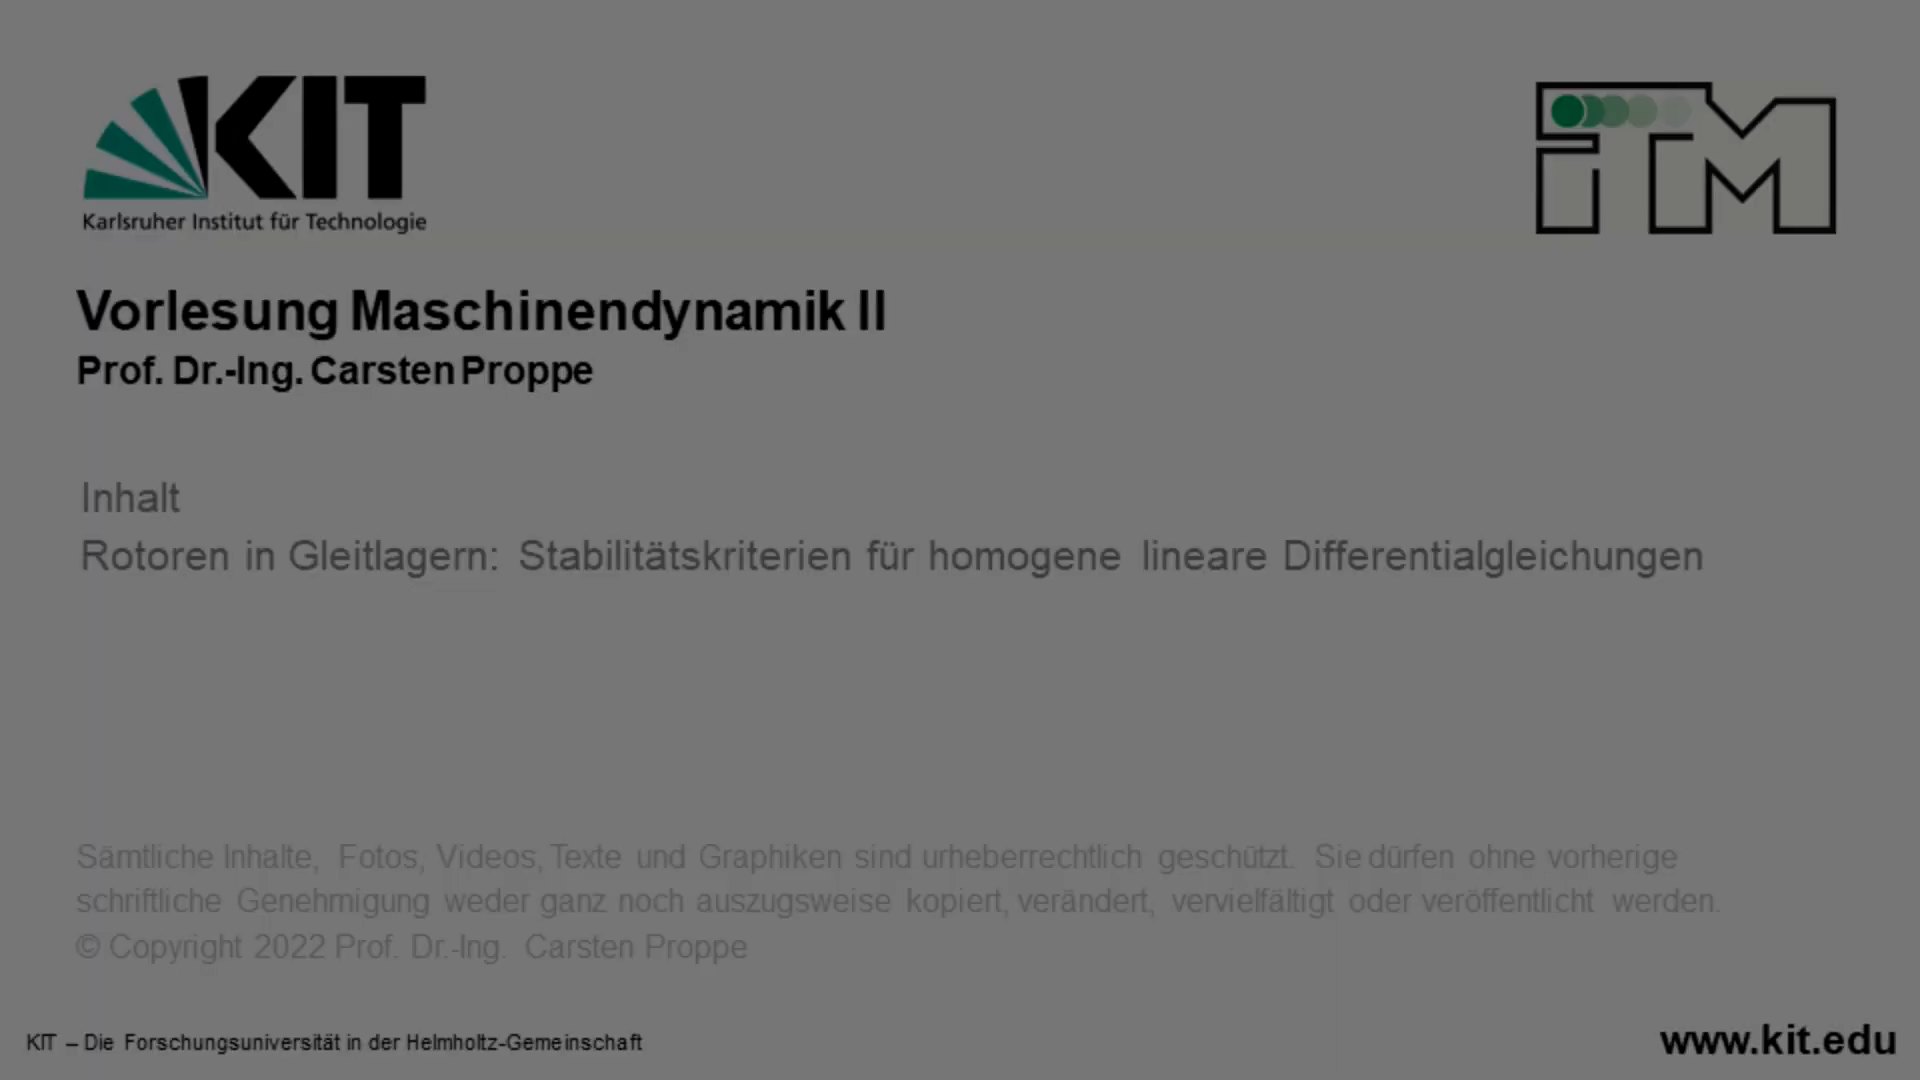 KIT
Karlsruher Institut für Technologie
iTM
Vorlesung Maschinendynamik II
Prof. Dr.-Ing. Carsten Proppe
Inhalt
Rotoren in Gleitlagern: Stabilitätskriterien für homogene lineare Differentialgleichungen
Sämtliche Inhalte, Fotos, Videos, Texte und Graphiken sind urheberrechtlich geschützt. Sie dürfen ohne vorherige
schriftliche Genehmigung weder ganz noch auszugsweise kopiert, verändert, vervielfältigt oder veröffentlicht werden.
© Copyright 2022 Prof. Dr.-Ing. Carsten Proppe
KIT – Die Forschungsuniversität in der Helmholtz-Gemeinschaft
www.kit.edu